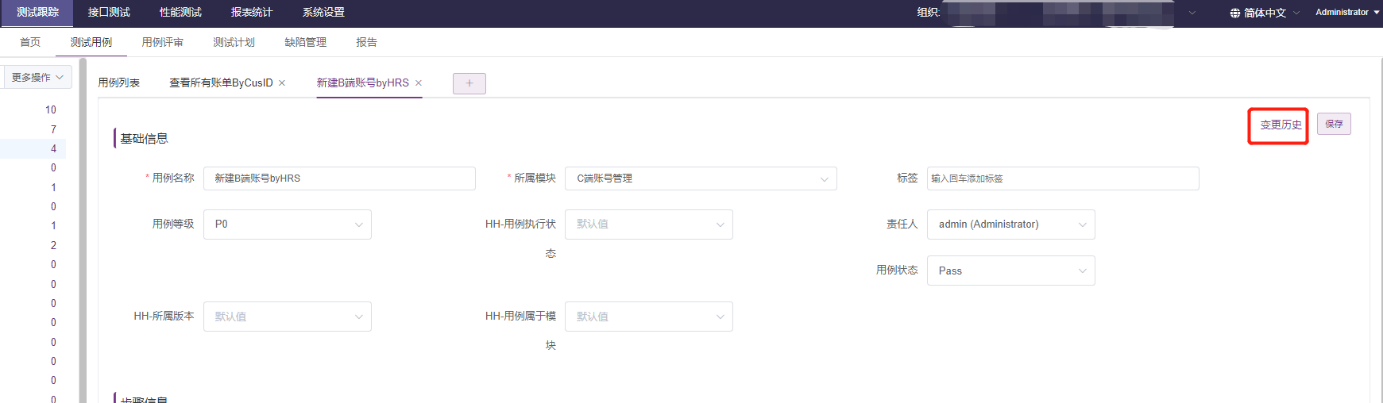 测试跟踪 接口测试 性能测试 报表统计 系统设置 组织: 简体中文 Administrator
首页 测试用例 用例评审 测试计划 缺陷管理 报告
更多操作 用例列表 查看所有账单ByCusID × 新建B端账号byHRS × +
10
7
4
0
1
0
1
2
0
0
0
0
0
0
0
0
变更历史 保存
基础信息
* 用例名称 新建B端账号byHRS * 所属模块 C端账号管理 标签 输入回车添加标签
用例等级 P0 HH-用例执行状 默认值 责任人 admin (Administrator)
态
用例状态 Pass
HH-所属版本 默认值 HH-用例属于模 默认值
块
步骤信息